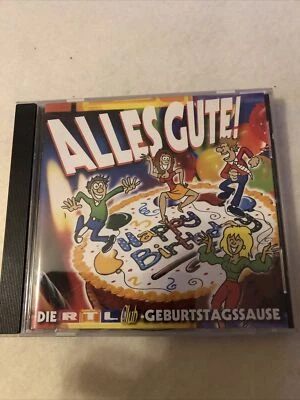 ALLES GUTE!
Happy
Birthday
DIE RTL Club-GEBURTSTAGSSAUSE